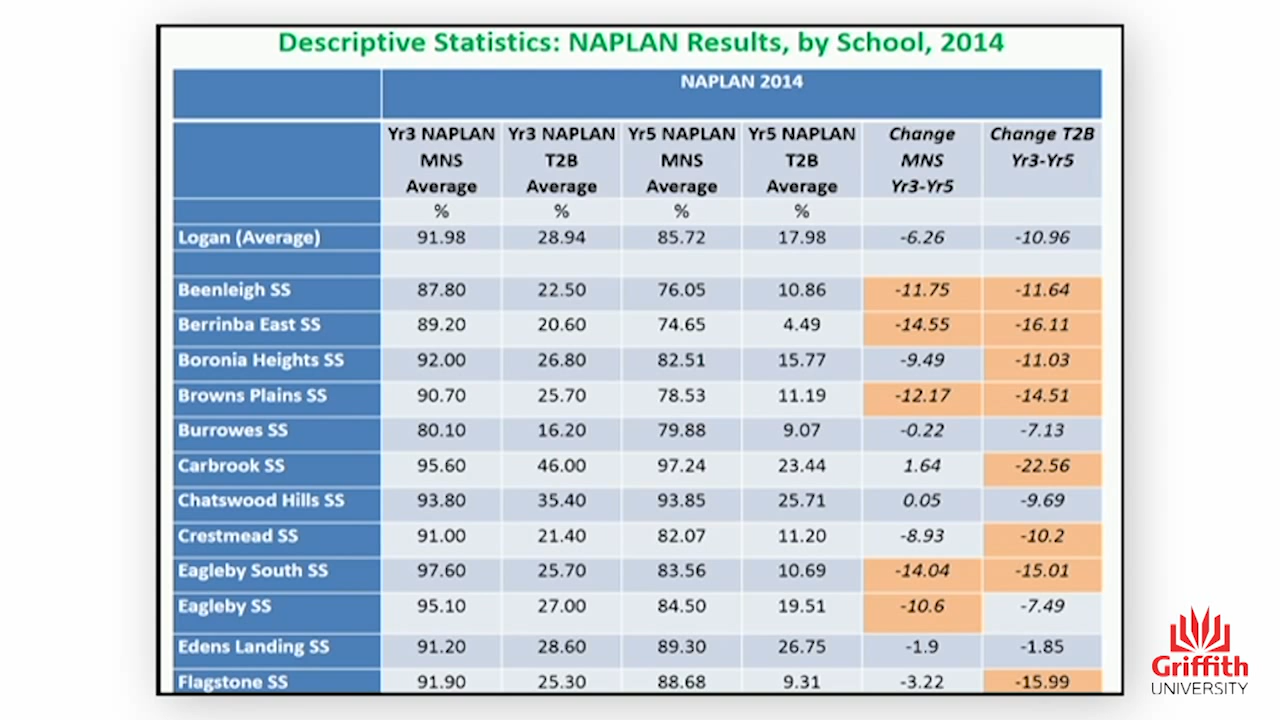 Descriptive Statistics: NAPLAN Results, by School, 2014
NAPLAN 2014
Yr3 NAPLAN MNS Average Yr3 NAPLAN T2B Average Yr5 NAPLAN MNS Average Yr5 NAPLAN T2B Average Change MNS Yr3-Yr5 Change T2B Yr3-Yr5
% % % %
Logan (Average) 91.98 28.94 85.72 17.98 -6.26 -10.96
Beenleigh SS 87.80 22.50 76.05 10.86 -11.75 -11.64
Berrinba East SS 89.20 20.60 74.65 4.49 -14.55 -16.11
Boronia Heights SS 92.00 26.80 82.51 15.77 -9.49 -11.03
Browns Plains SS 90.70 25.70 78.53 11.19 -12.17 -14.51
Burrowes SS 80.10 16.20 79.88 9.07 -0.22 -7.13
Carbrook SS 95.60 46.00 97.24 23.44 1.64 -22.56
Chatswood Hills SS 93.80 35.40 93.85 25.71 0.05 -9.69
Crestmead SS 91.00 21.40 82.07 11.20 -8.93 -10.2
Eagleby South SS 97.60 25.70 83.56 10.69 -14.04 -15.01
Eagleby SS 95.10 27.00 84.50 19.51 -10.6 -7.49
Edens Landing SS 91.20 28.60 89.30 26.75 -1.9 -1.85
Flagstone SS 91.90 25.30 88.68 9.31 -3.22 -15.99
Griffith
UNIVERSITY